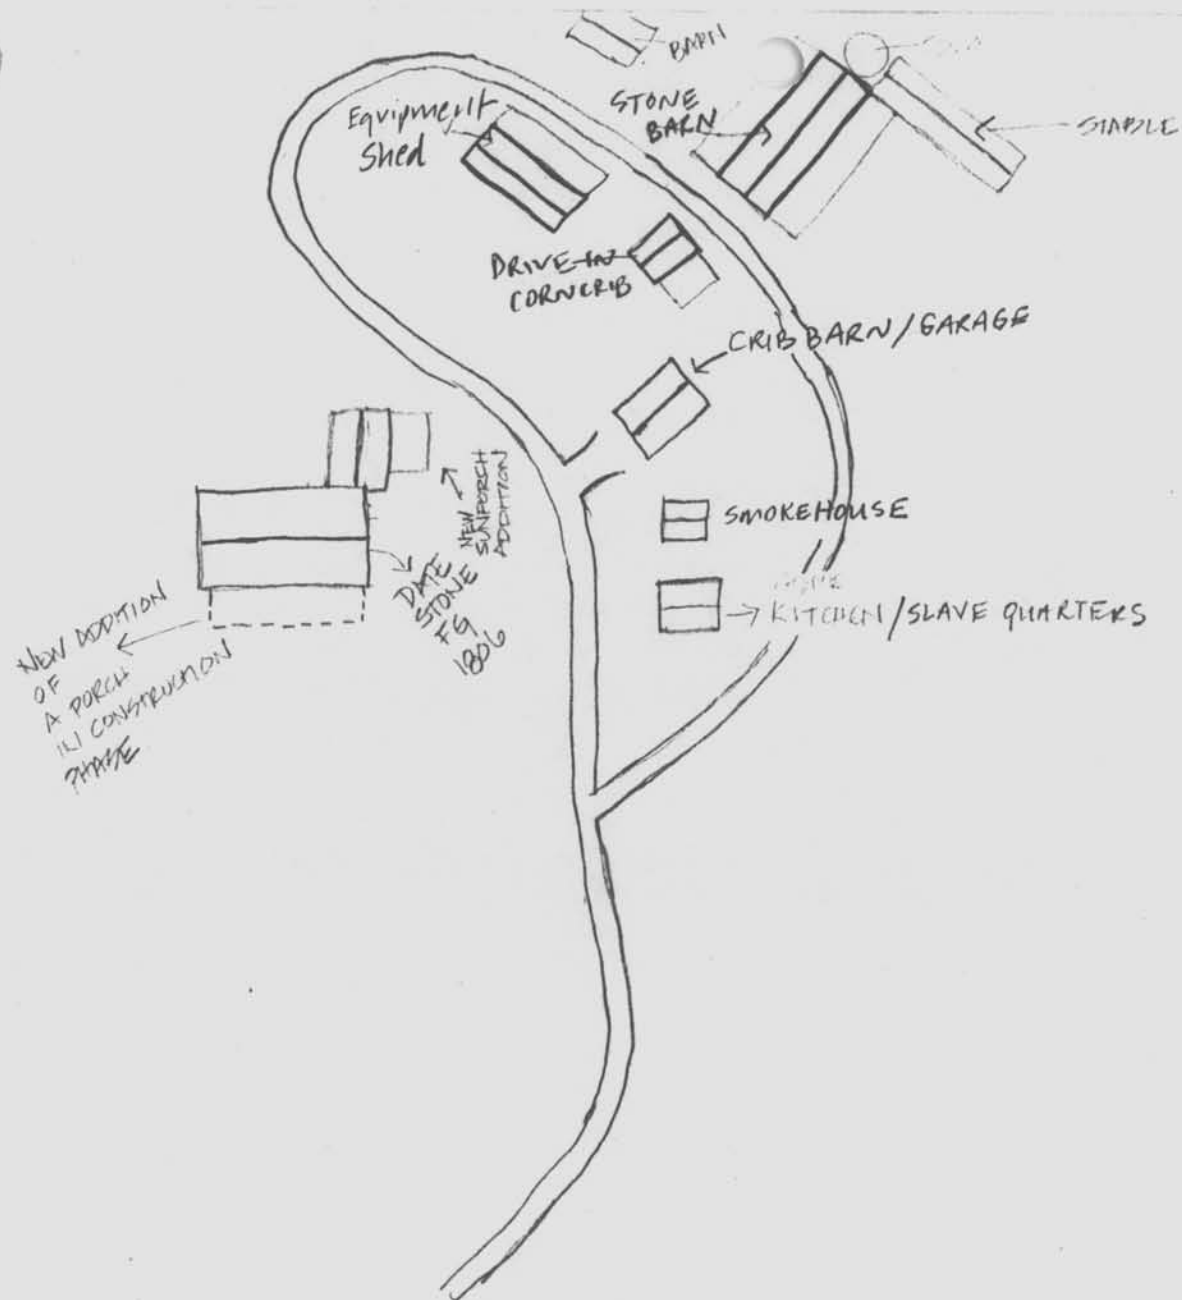 BARN
STONE
BARN
STABLE
Equipment
Shed
DRIVE-IN
CORNCRIB
CRIB BARN/GARAGE
NEW
SUNPORCH
ADDITION
SMOKEHOUSE
DATE
STONE
FG
1806
KITCHEN/SLAVE QUARTERS
NEW ADDITION
OF
A PORCH
IN CONSTRUCTION
PHASE